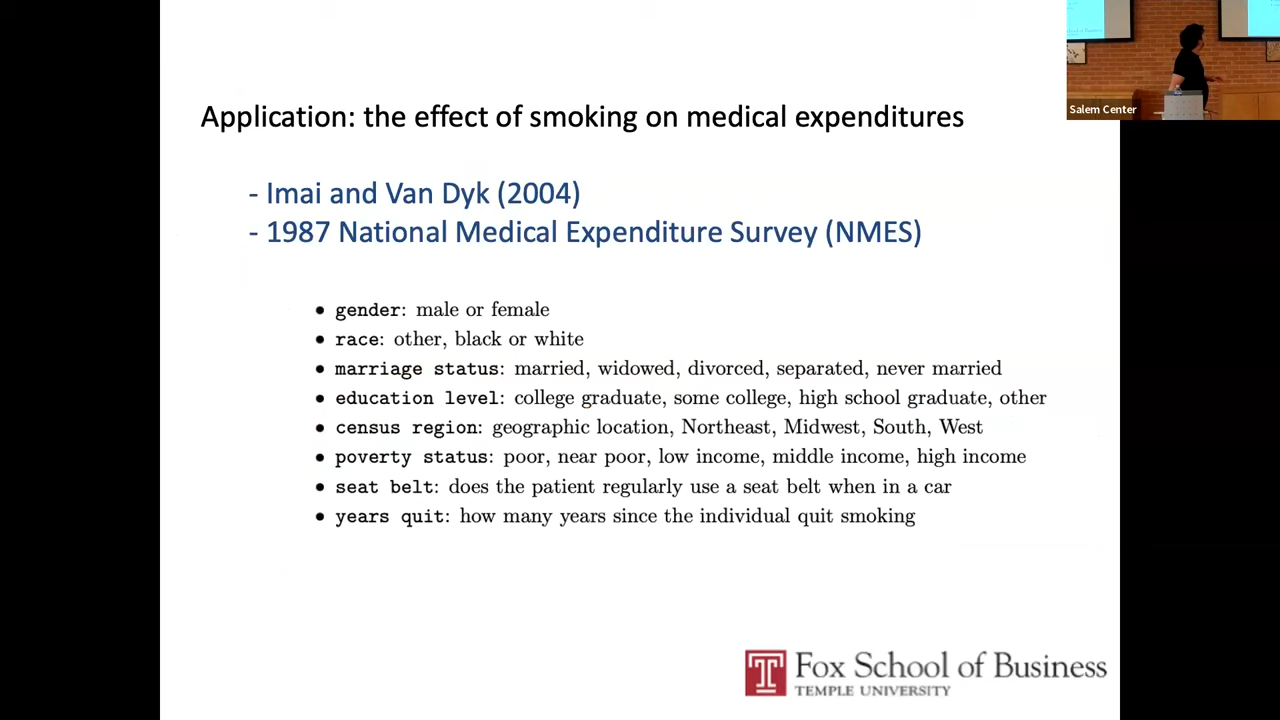 Salem Center
Application: the effect of smoking on medical expenditures
- Imai and Van Dyk (2004)
- 1987 National Medical Expenditure Survey (NMES)
• gender: male or female
• race: other, black or white
• marriage status: married, widowed, divorced, separated, never married
• education level: college graduate, some college, high school graduate, other
• census region: geographic location, Northeast, Midwest, South, West
• poverty status: poor, near poor, low income, middle income, high income
• seat belt: does the patient regularly use a seat belt when in a car
• years quit: how many years since the individual quit smoking
Fox School of Business
TEMPLE UNIVERSITY